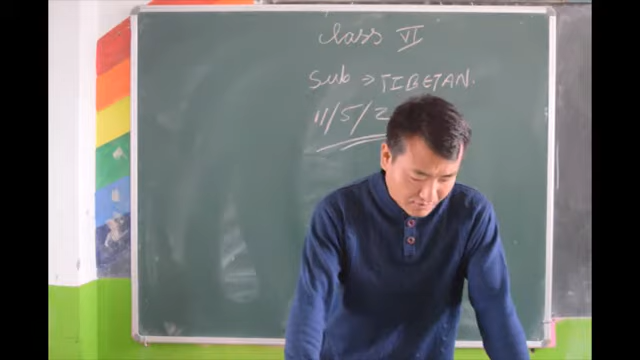 Class VI
Sub → TIBETAN.
11/5/2